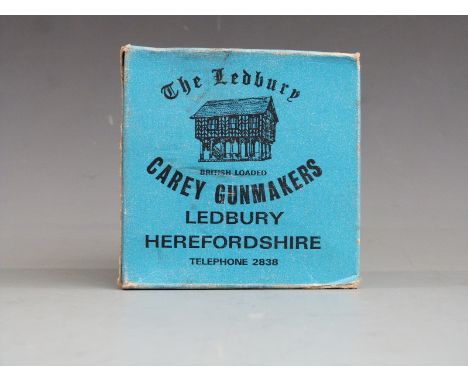 The Ledbury
BRITISH LOADED
CAREY GUNMAKERS
LEDBURY
HEREFORDSHIRE
TELEPHONE 2838